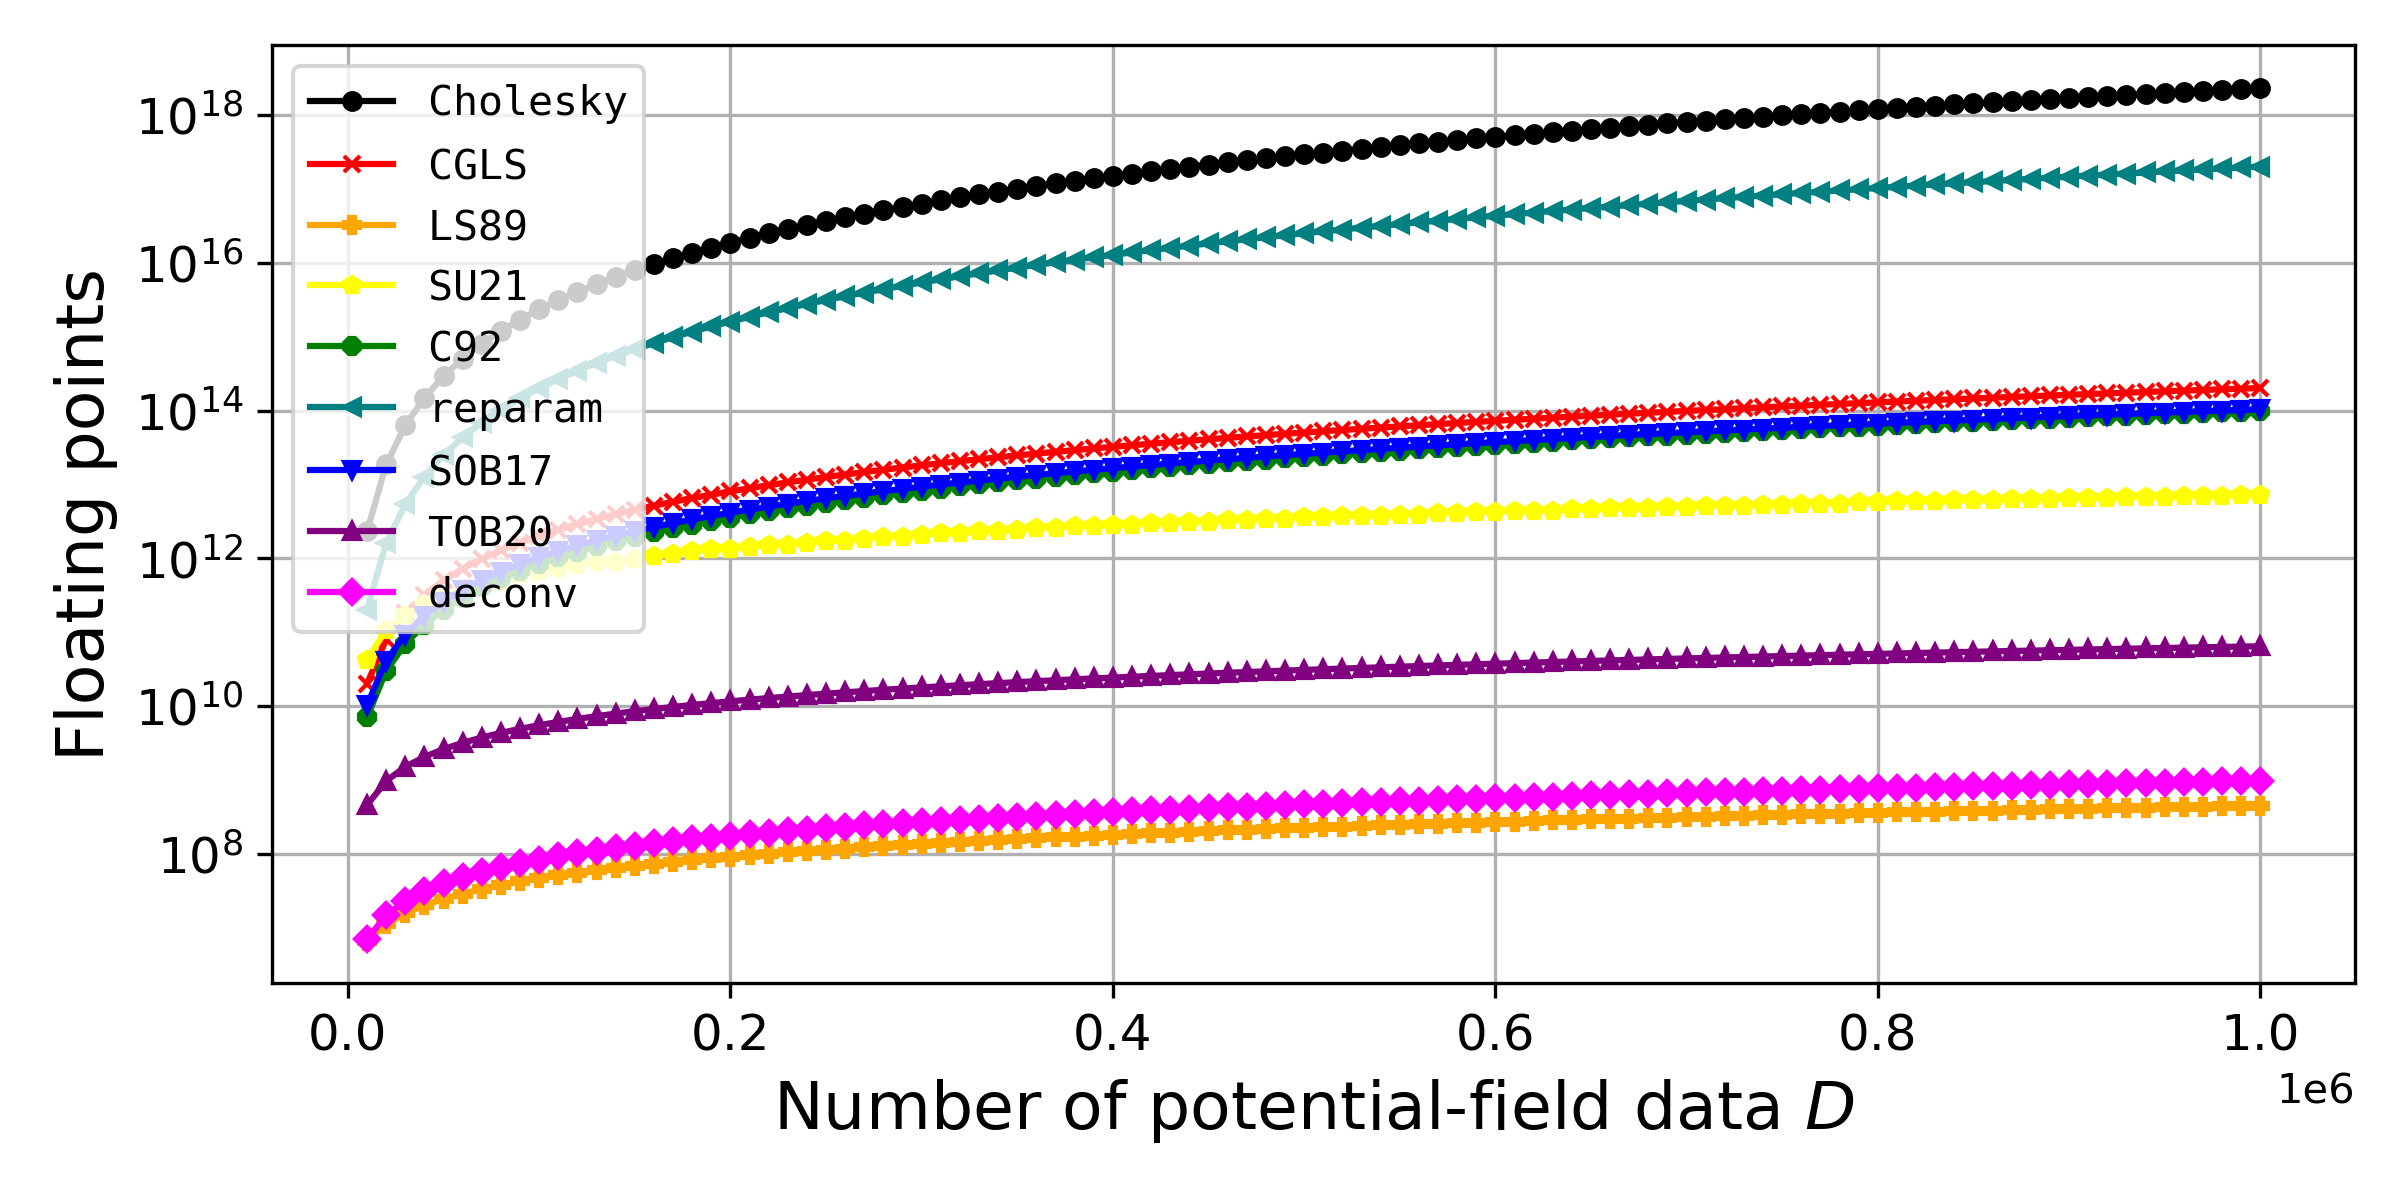 Floating points
10^18
10^16
10^14
10^12
10^10
10^8
Cholesky
CGLS
LS89
SU21
C92
reparam
SOB17
TOB20
deconv
0.0 0.2 0.4 0.6 0.8 1.0
1e6
Number of potential-field data D